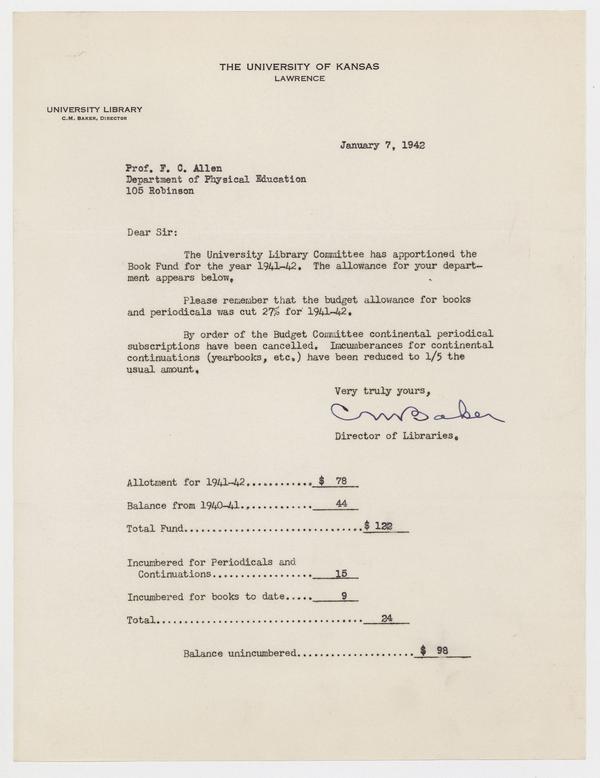 THE UNIVERSITY OF KANSAS
LAWRENCE
UNIVERSITY LIBRARY
C.M. BAKER, DIRECTOR
January 7, 1942
Prof. F. C. Allen
Department of Physical Education
105 Robinson
Dear Sir:
The University Library Committee has apportioned the
Book Fund for the year 1941-42. The allowance for your depart-
ment appears below.
Please remember that the budget allowance for books
and periodicals was cut 27% for 1941-42.
By order of the Budget Committee continental periodical
subscriptions have been cancelled. Incumberances for continental
continuations (yearbooks, etc.) have been reduced to 1/5 the
usual amount.
Very truly yours,
CMBaker
Director of Libraries.
Allotment for 1941-42............ $ 78
Balance from 1940-41............. 44
Total Fund...............................$ 122
Incumbered for Periodicals and
Continuations.................. 15
Incumbered for books to date..... 9
Total.................................... 24
Balance unincumbered..................... $ 98